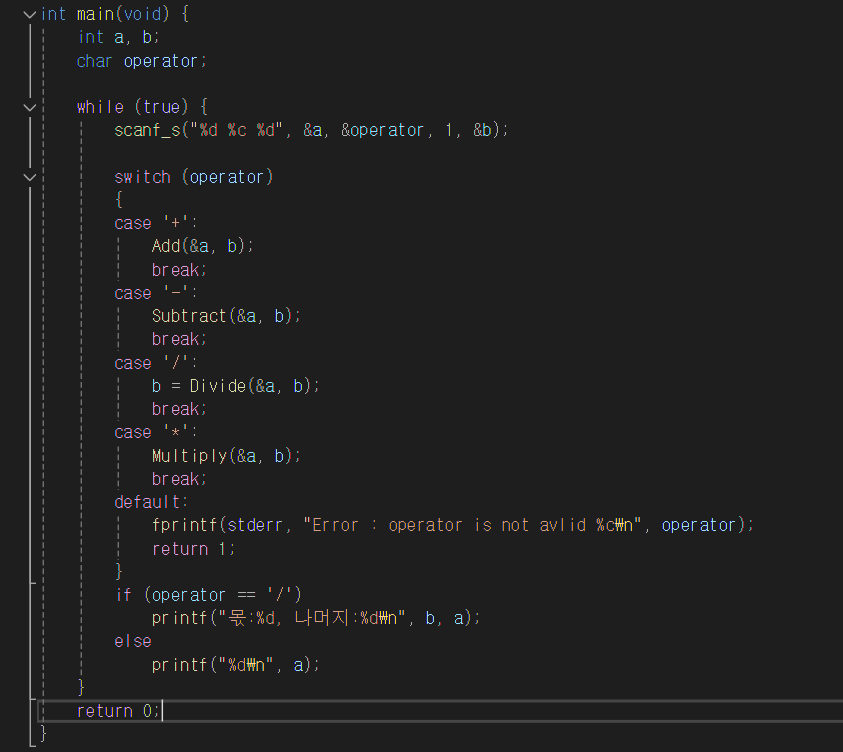 int main(void) {
int a, b;
char operator;
while (true) {
scanf_s("%d %c %d", &a, &operator, 1, &b);
switch (operator)
{
case '+':
Add(&a, b);
break;
case '-':
Subtract(&a, b);
break;
case '/':
b = Divide(&a, b);
break;
case '*':
Multiply(&a, b);
break;
default:
fprintf(stderr, "Error : operator is not avlid %c₩n", operator);
return 1;
}
if (operator == '/')
printf("몫:%d, 나머지:%d₩n", b, a);
else
printf("%d₩n", a);
}
return 0;
}